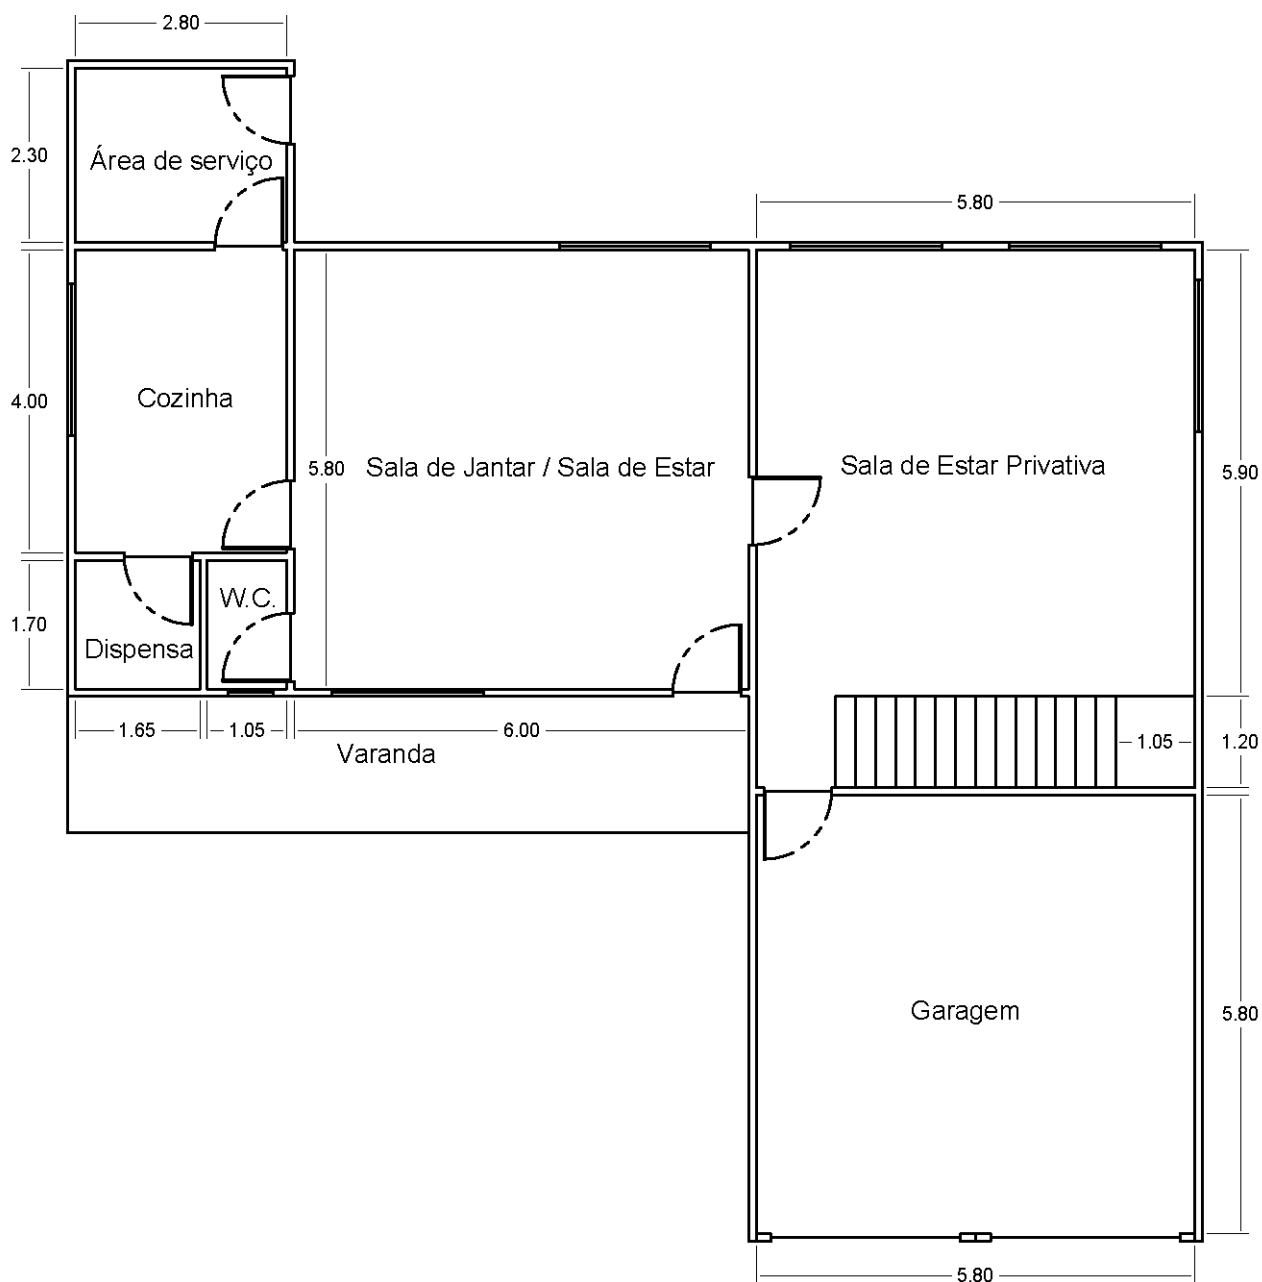 2.80
2.30
Área de serviço
5.80
4.00
Cozinha
5.80
Sala de Jantar / Sala de Estar
Sala de Estar Privativa
5.90
1.70
W.C.
Dispensa
1.65
1.05
6.00
1.05
1.20
Varanda
Garagem
5.80
5.80